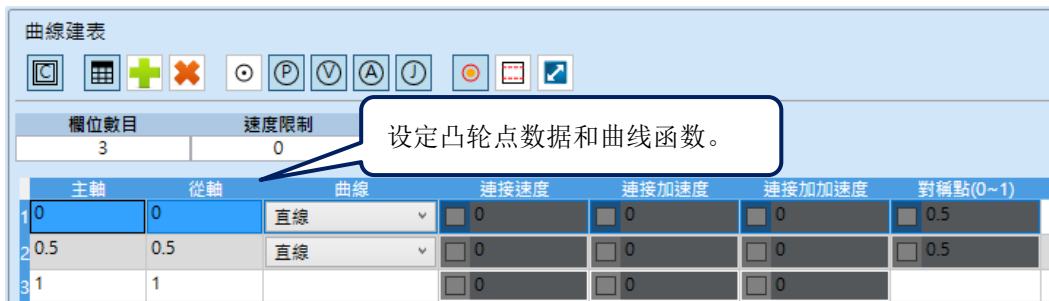 曲線建表
C P V A J
欄位數目 速度限制
3 0
设定凸轮点数据和曲线函数。
主軸 從軸 曲線 連接速度 連接加速度 連接加加速度 對稱點(0~1)
1 0 0 直線 0 0 0 0.5
2 0.5 0.5 直線 0 0 0 0.5
3 1 1 0 0 0